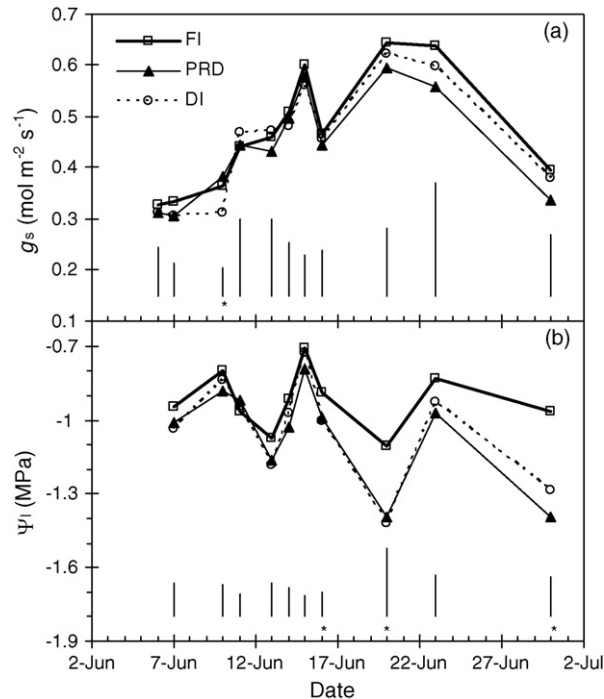 0.7
(a)
FI
0.6
PRD
DI
0.5
0.4
0.3
0.2
*
0.1
gs (mol m-2 s-1)
(b)
-0.7
-1
-1.3
-1.6
* * *
-1.9
Ψl (MPa)
2-Jun 7-Jun 12-Jun 17-Jun 22-Jun 27-Jun 2-Jul
Date